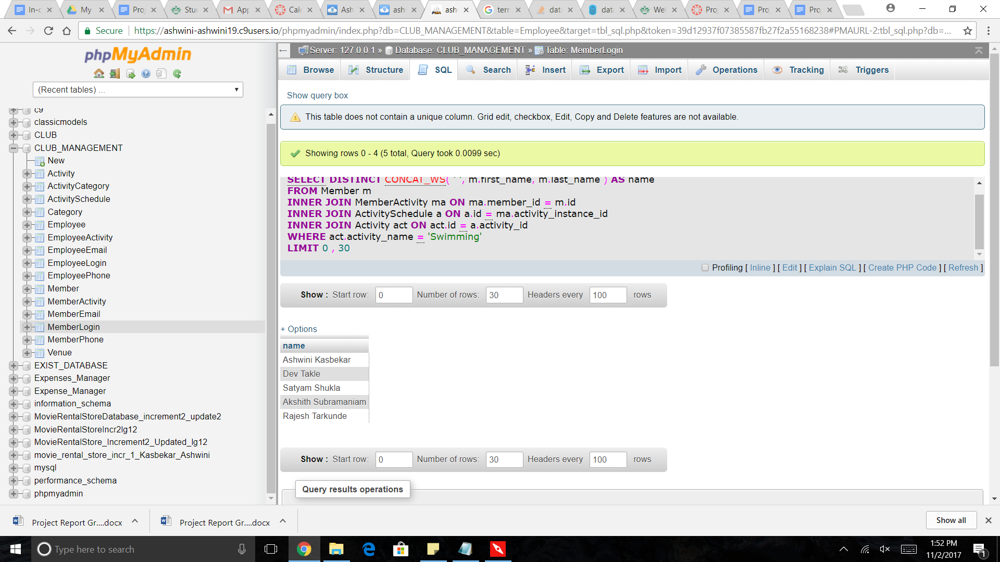 In-c
My
Proj
Stu
App
Cale
Ash
ash
ash
terr
data
data
Wel
Proj
Pro
Pro
Secure
https://ashwini-ashwini19.c9users.io/phpmyadmin/index.php?db=CLUB_MANAGEMENT&table=Employee&target=tbl_sql.php&token=39d12937f07385587fb27f2a55168238#PMAURL-2:tbl_sql.php?db=...
phpMyAdmin
(Recent tables) ...
c9
classicmodels
CLUB
CLUB_MANAGEMENT
New
Activity
ActivityCategory
ActivitySchedule
Category
Employee
EmployeeActivity
EmployeeEmail
EmployeeLogin
EmployeePhone
Member
MemberActivity
MemberEmail
MemberLogin
MemberPhone
Venue
EXIST_DATABASE
Expenses_Manager
Expense_Manager
information_schema
MovieRentalStoreDatabase_increment2_update2
MovieRentalStoreIncr2lg12
MovieRentalStore_Increment2_Updated_lg12
movie_rental_store_incr_1_Kasbekar_Ashwini
mysql
performance_schema
phpmyadmin
Server: 127.0.0.1 » Database: CLUB_MANAGEMENT » Table: MemberLogin
Browse Structure SQL Search Insert Export Import Operations Tracking Triggers
Show query box
This table does not contain a unique column. Grid edit, checkbox, Edit, Copy and Delete features are not available.
Showing rows 0 - 4 (5 total, Query took 0.0099 sec)
SELECT DISTINCT CONCAT_WS( ' ', m.first_name, m.last_name ) AS name
FROM Member m
INNER JOIN MemberActivity ma ON ma.member_id = m.id
INNER JOIN ActivitySchedule a ON a.id = ma.activity_instance_id
INNER JOIN Activity act ON act.id = a.activity_id
WHERE act.activity_name = 'Swimming'
LIMIT 0 , 30
Profiling [ Inline ] [ Edit ] [ Explain SQL ] [ Create PHP Code ] [ Refresh ]
Show : Start row: 0 Number of rows: 30 Headers every 100 rows
+ Options
name
Ashwini Kasbekar
Dev Takle
Satyam Shukla
Akshith Subramaniam
Rajesh Tarkunde
Show : Start row: 0 Number of rows: 30 Headers every 100 rows
Query results operations
Project Report Gr....docx
Project Report Gr....docx
Show all
Type here to search
1:52 PM
11/2/2017
1